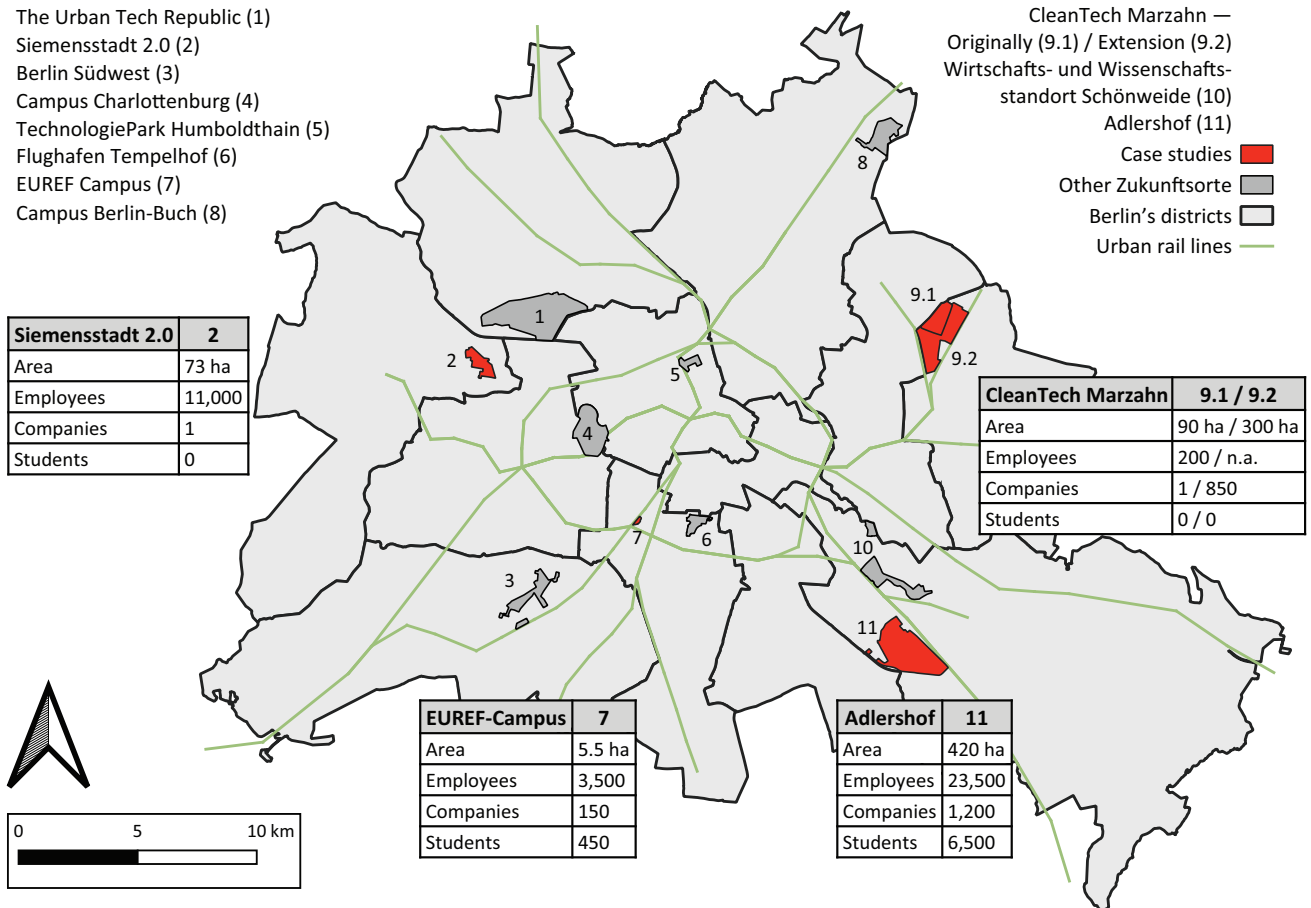 The Urban Tech Republic (1)
Siemensstadt 2.0 (2)
Berlin Südwest (3)
Campus Charlottenburg (4)
TechnologiePark Humboldthain (5)
Flughafen Tempelhof (6)
EUREF Campus (7)
Campus Berlin-Buch (8)
CleanTech Marzahn —
Originally (9.1) / Extension (9.2)
Wirtschafts- und Wissenschafts-
standort Schönweide (10)
Adlershof (11)
Case studies
Other Zukunftsorte
Berlin's districts
Urban rail lines
8
9.1
1
2
9.2
5
4
7
6
10
3
11
Siemensstadt 2.0 2
Area 73 ha
Employees 11,000
Companies 1
Students 0
CleanTech Marzahn 9.1 / 9.2
Area 90 ha / 300 ha
Employees 200 / n.a.
Companies 1 / 850
Students 0 / 0
EUREF-Campus 7
Area 5.5 ha
Employees 3,500
Companies 150
Students 450
Adlershof 11
Area 420 ha
Employees 23,500
Companies 1,200
Students 6,500
0 5 10 km